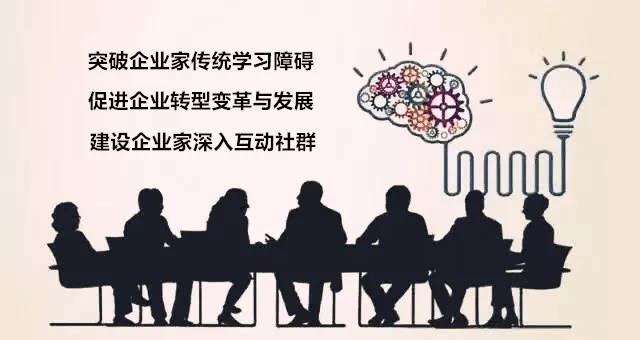 突破企业家传统学习障碍
促进企业转型变革与发展
建设企业家深入互动社群